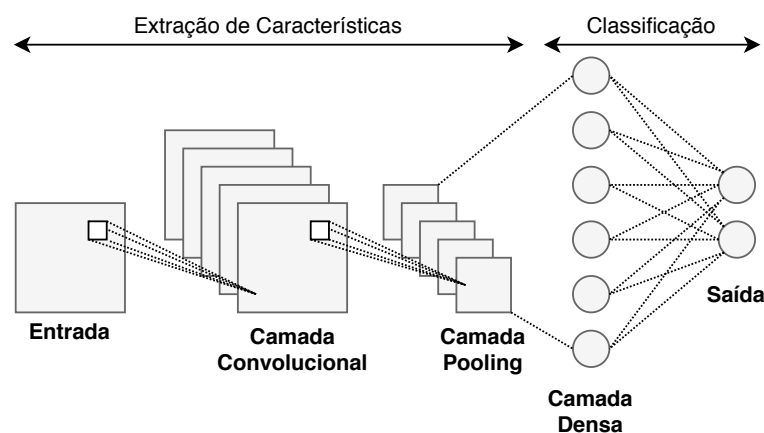 Extração de Características
Classificação
Entrada
Camada
Convolucional
Camada
Pooling
Camada
Densa
Saída